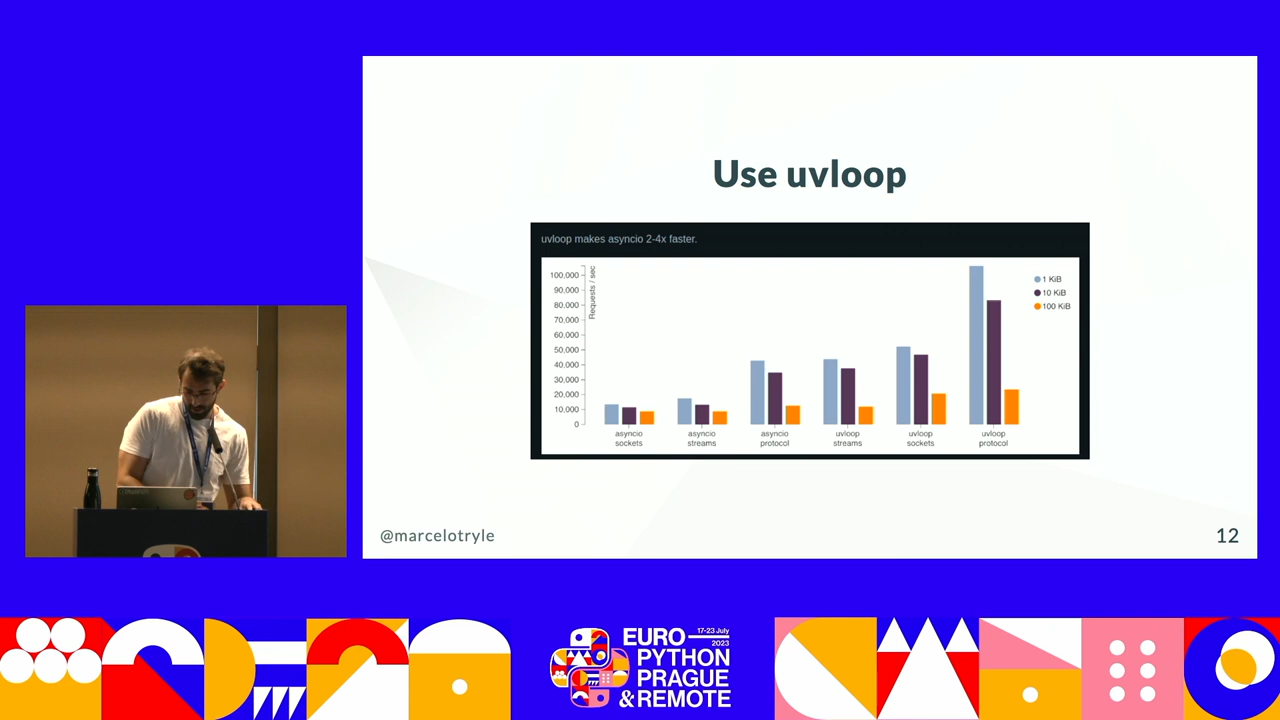 Use uvloop
uvloop makes asyncio 2-4x faster.
Requests / sec
100,000
90,000
80,000
70,000
60,000
50,000
40,000
30,000
20,000
10,000
0
1 KiB
10 KiB
100 KiB
asyncio sockets
asyncio streams
asyncio protocol
uvloop streams
uvloop sockets
uvloop protocol
@marcelotryle
12
EURO 17-23 July 2023
PYTHON
PRAGUE
& REMOTE